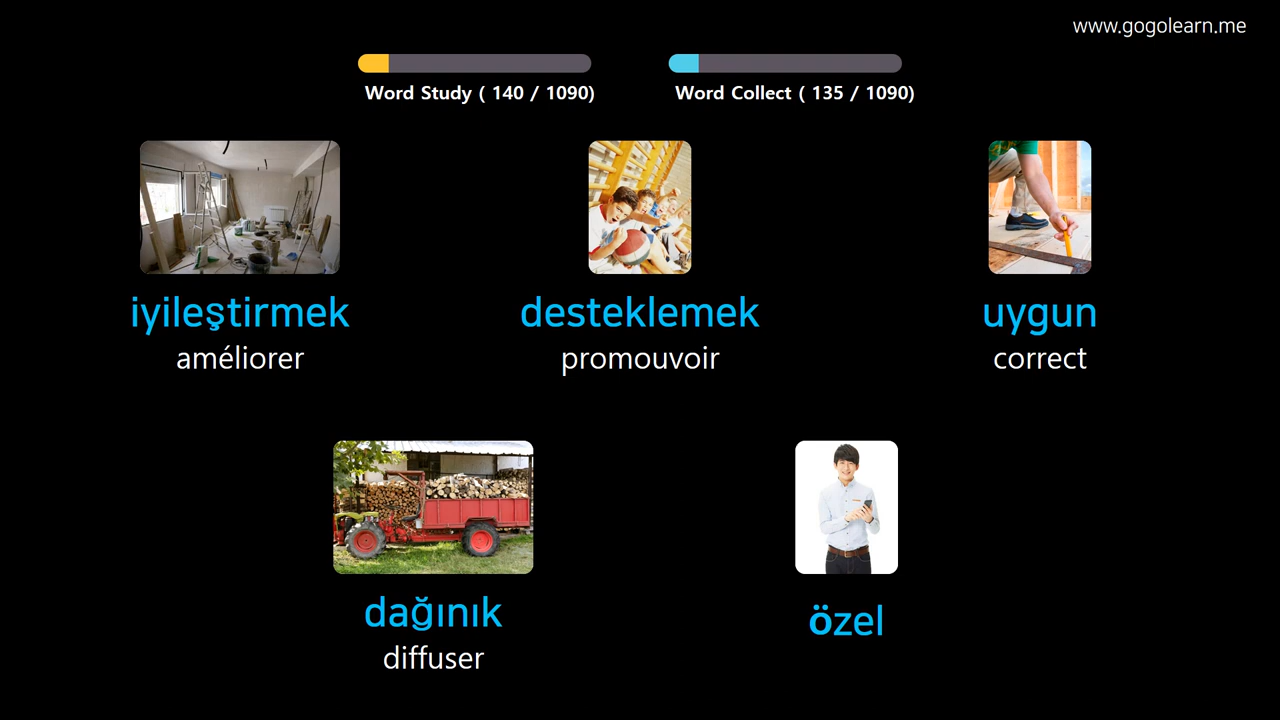 www.gogolearn.me
Word Study ( 140 / 1090)
Word Collect ( 135 / 1090)
iyileştirmek
améliorer
desteklemek
promouvoir
uygun
correct
dağınık
diffuser
özel